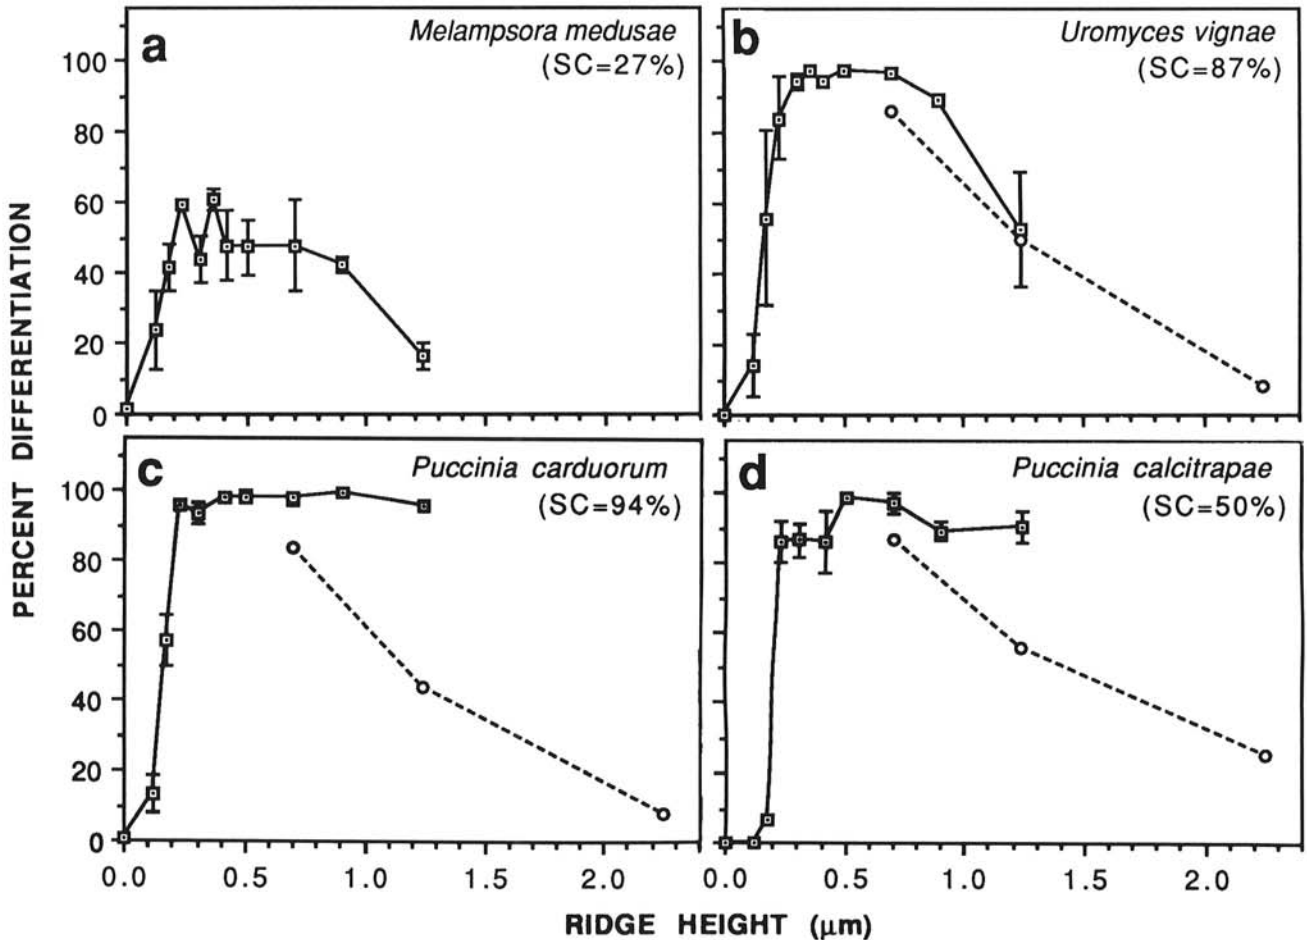 a
Melampsora medusae
(SC=27%)
b
Uromyces vignae
(SC=87%)
100
80
60
40
20
0
c
Puccinia carduorum
(SC=94%)
d
Puccinia calcitrapae
(SC=50%)
100
80
60
40
20
0
PERCENT DIFFERENTIATION
0.0 0.5 1.0 1.5 2.0
0.0 0.5 1.0 1.5 2.0
RIDGE HEIGHT (μm)